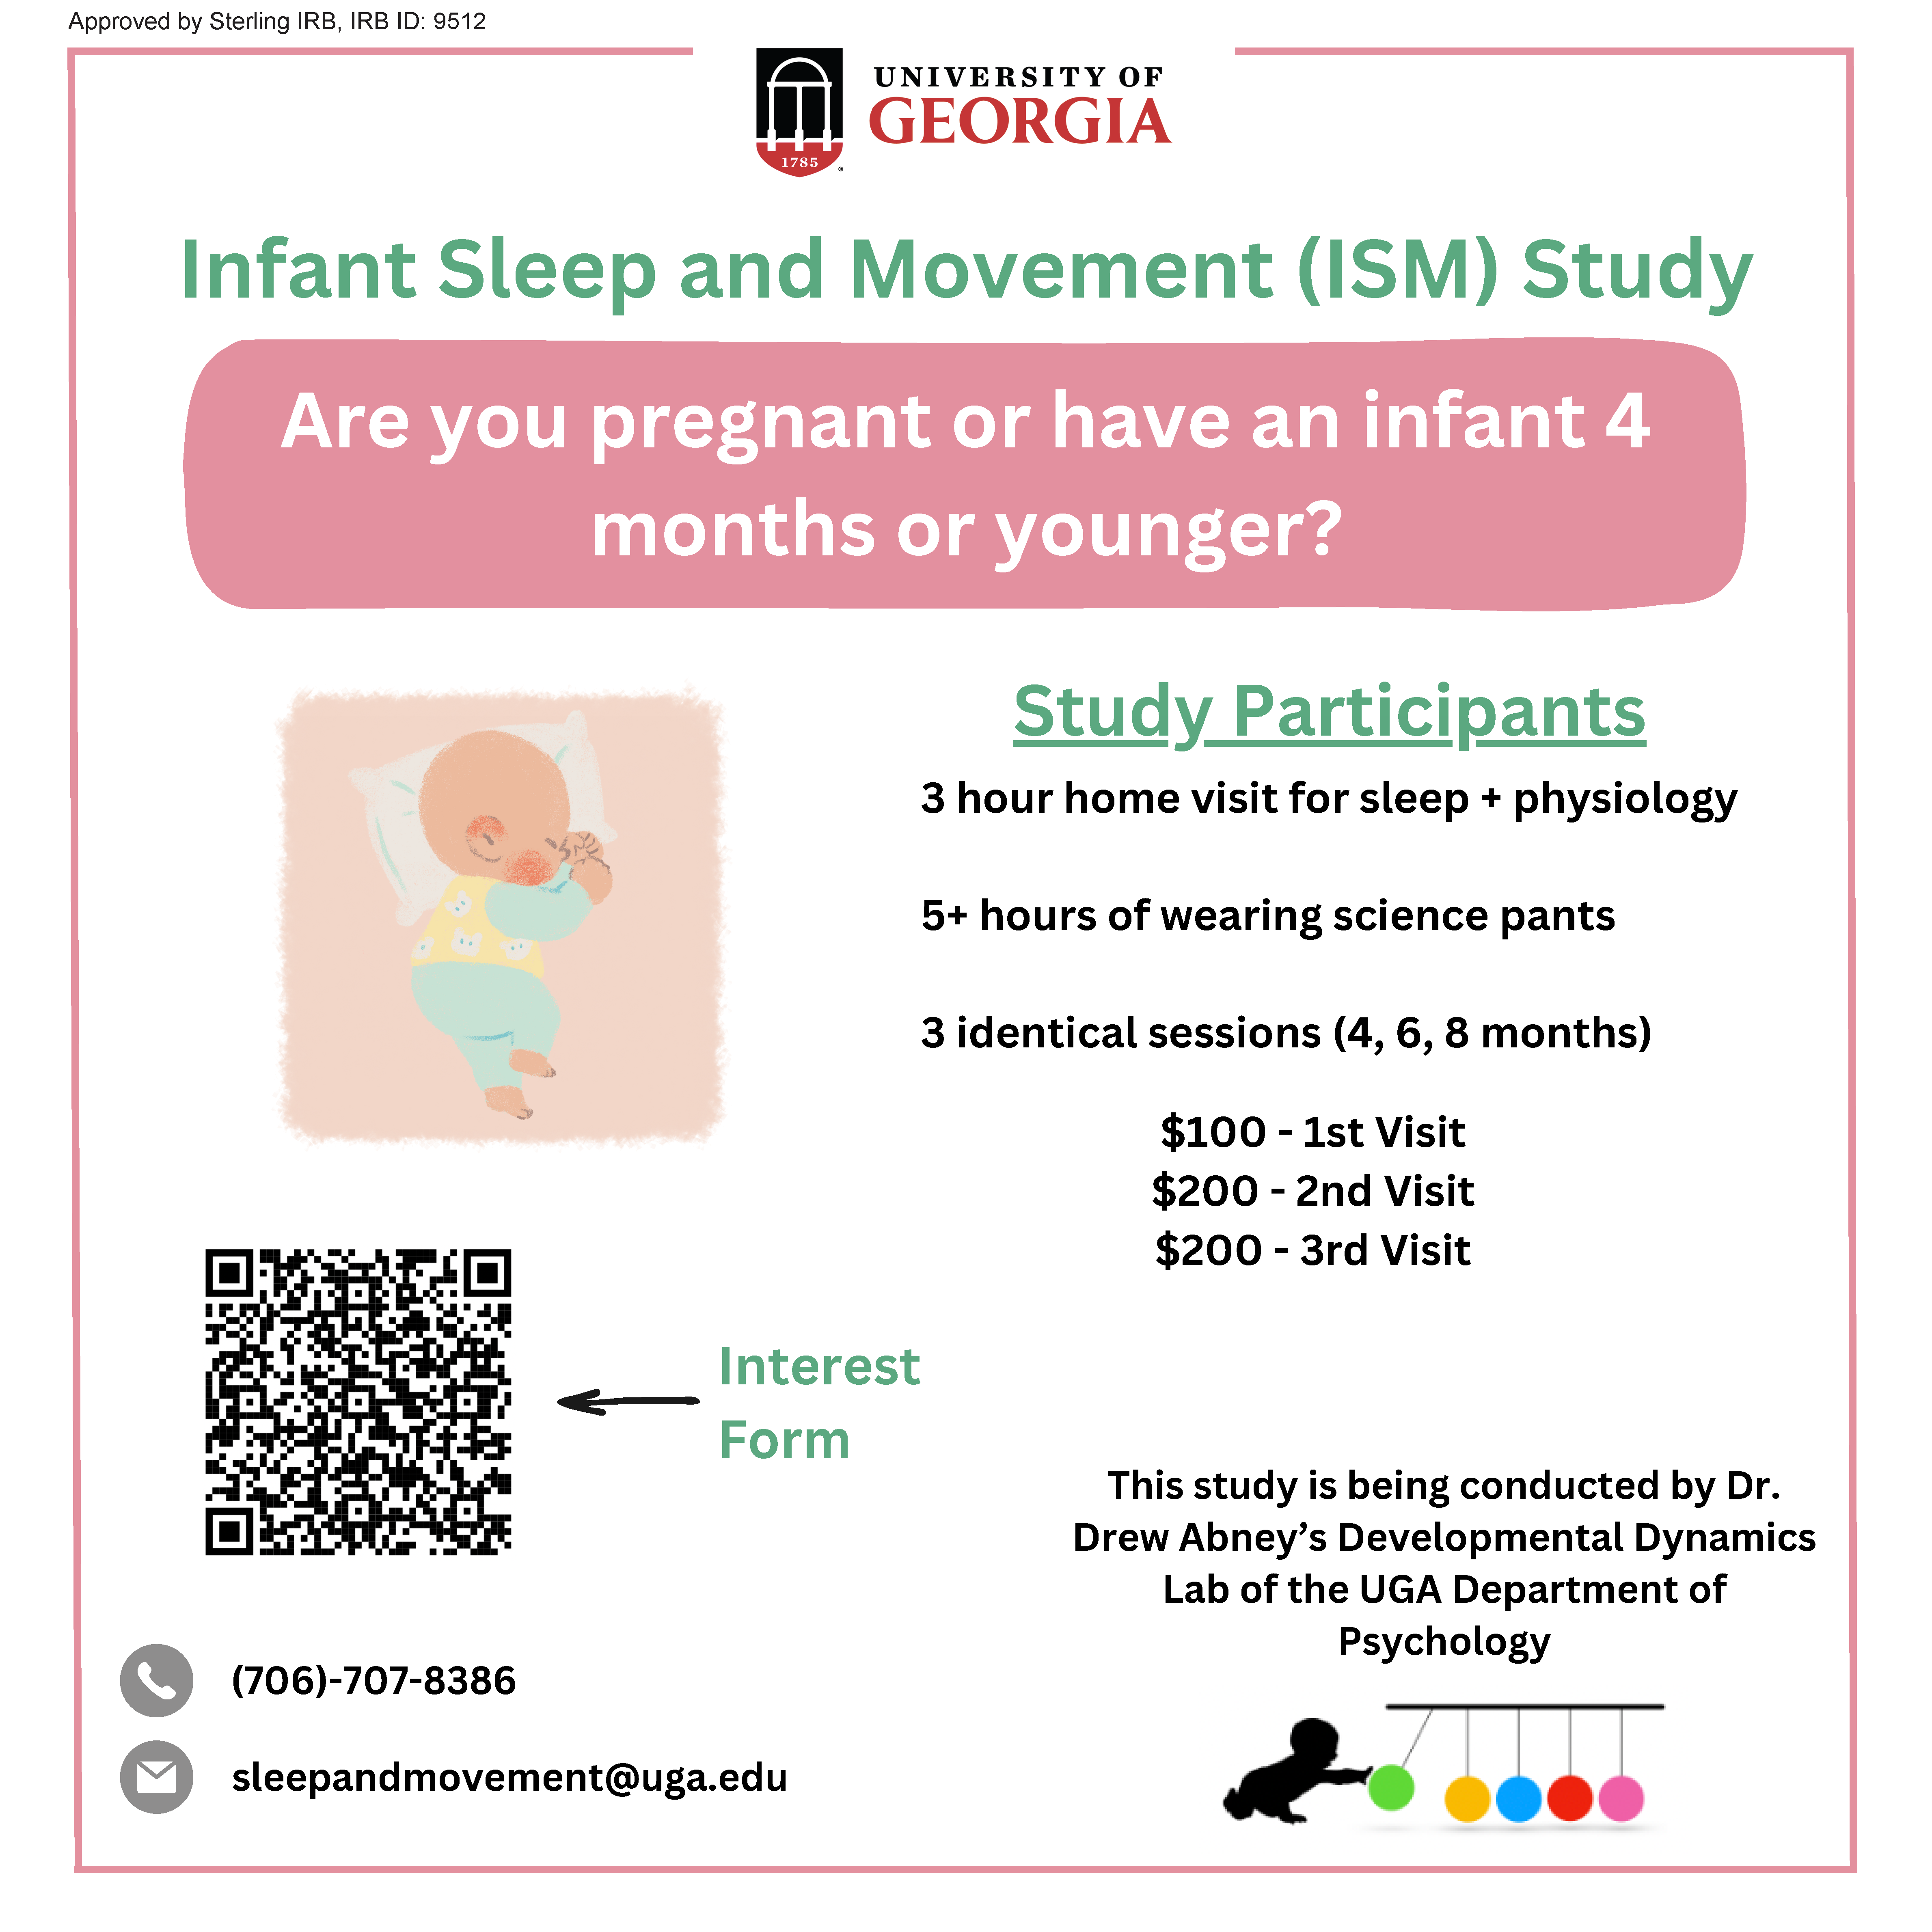 Approved by Sterling IRB, IRB ID: 9512
UNIVERSITY OF
GEORGIA
1785
®
Infant Sleep and Movement (ISM) Study
Are you pregnant or have an infant 4
months or younger?
Study Participants
3 hour home visit for sleep + physiology
5+ hours of wearing science pants
3 identical sessions (4, 6, 8 months)
$100 - 1st Visit
$200 - 2nd Visit
$200 - 3rd Visit
Interest
Form
This study is being conducted by Dr.
Drew Abney’s Developmental Dynamics
Lab of the UGA Department of
Psychology
(706)-707-8386
sleepandmovement@uga.edu